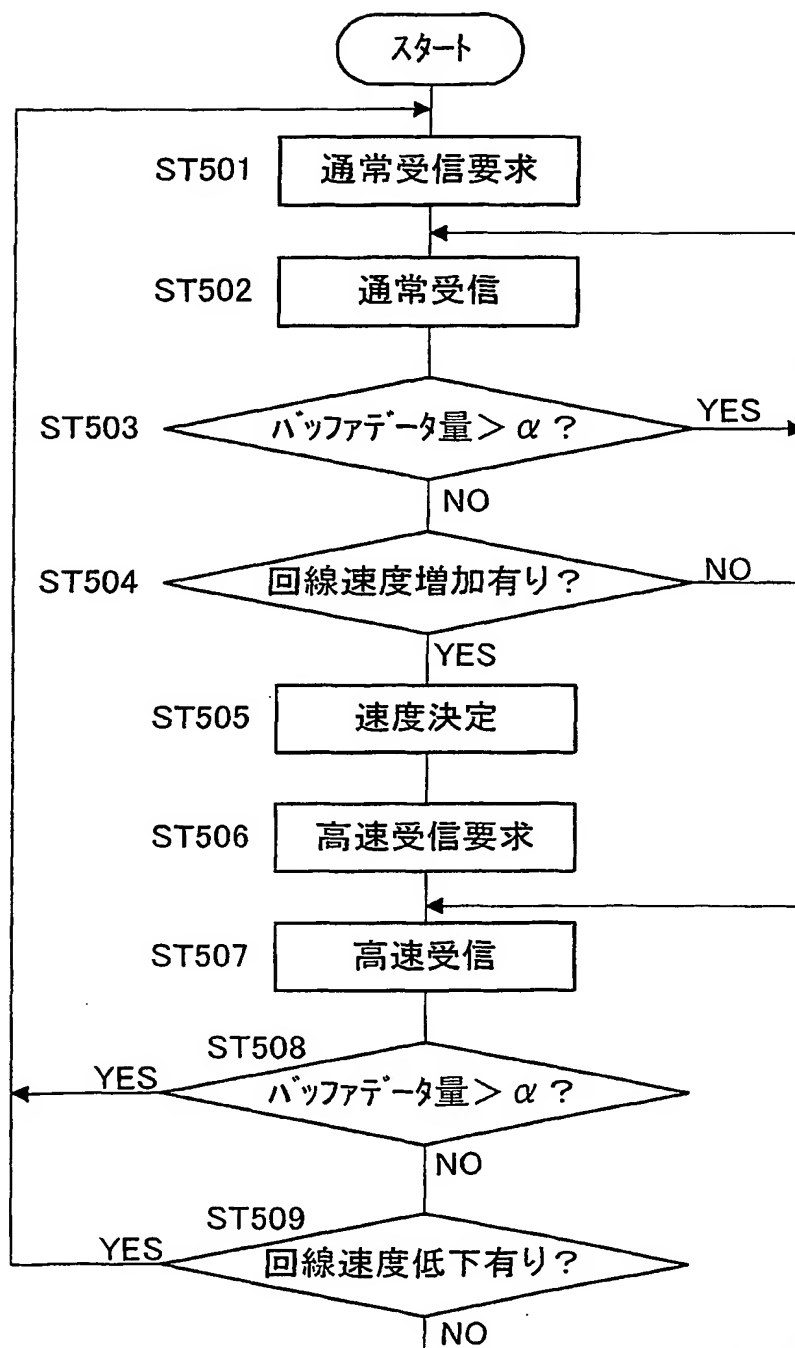 スタート
ST501
通常受信要求
ST502
通常受信
ST503
バッファデータ量＞α？
YES
NO
ST504
回線速度増加有り？
NO
YES
ST505
速度決定
ST506
高速受信要求
ST507
高速受信
ST508
YES
バッファデータ量＞α？
NO
ST509
YES
回線速度低下有り？
NO